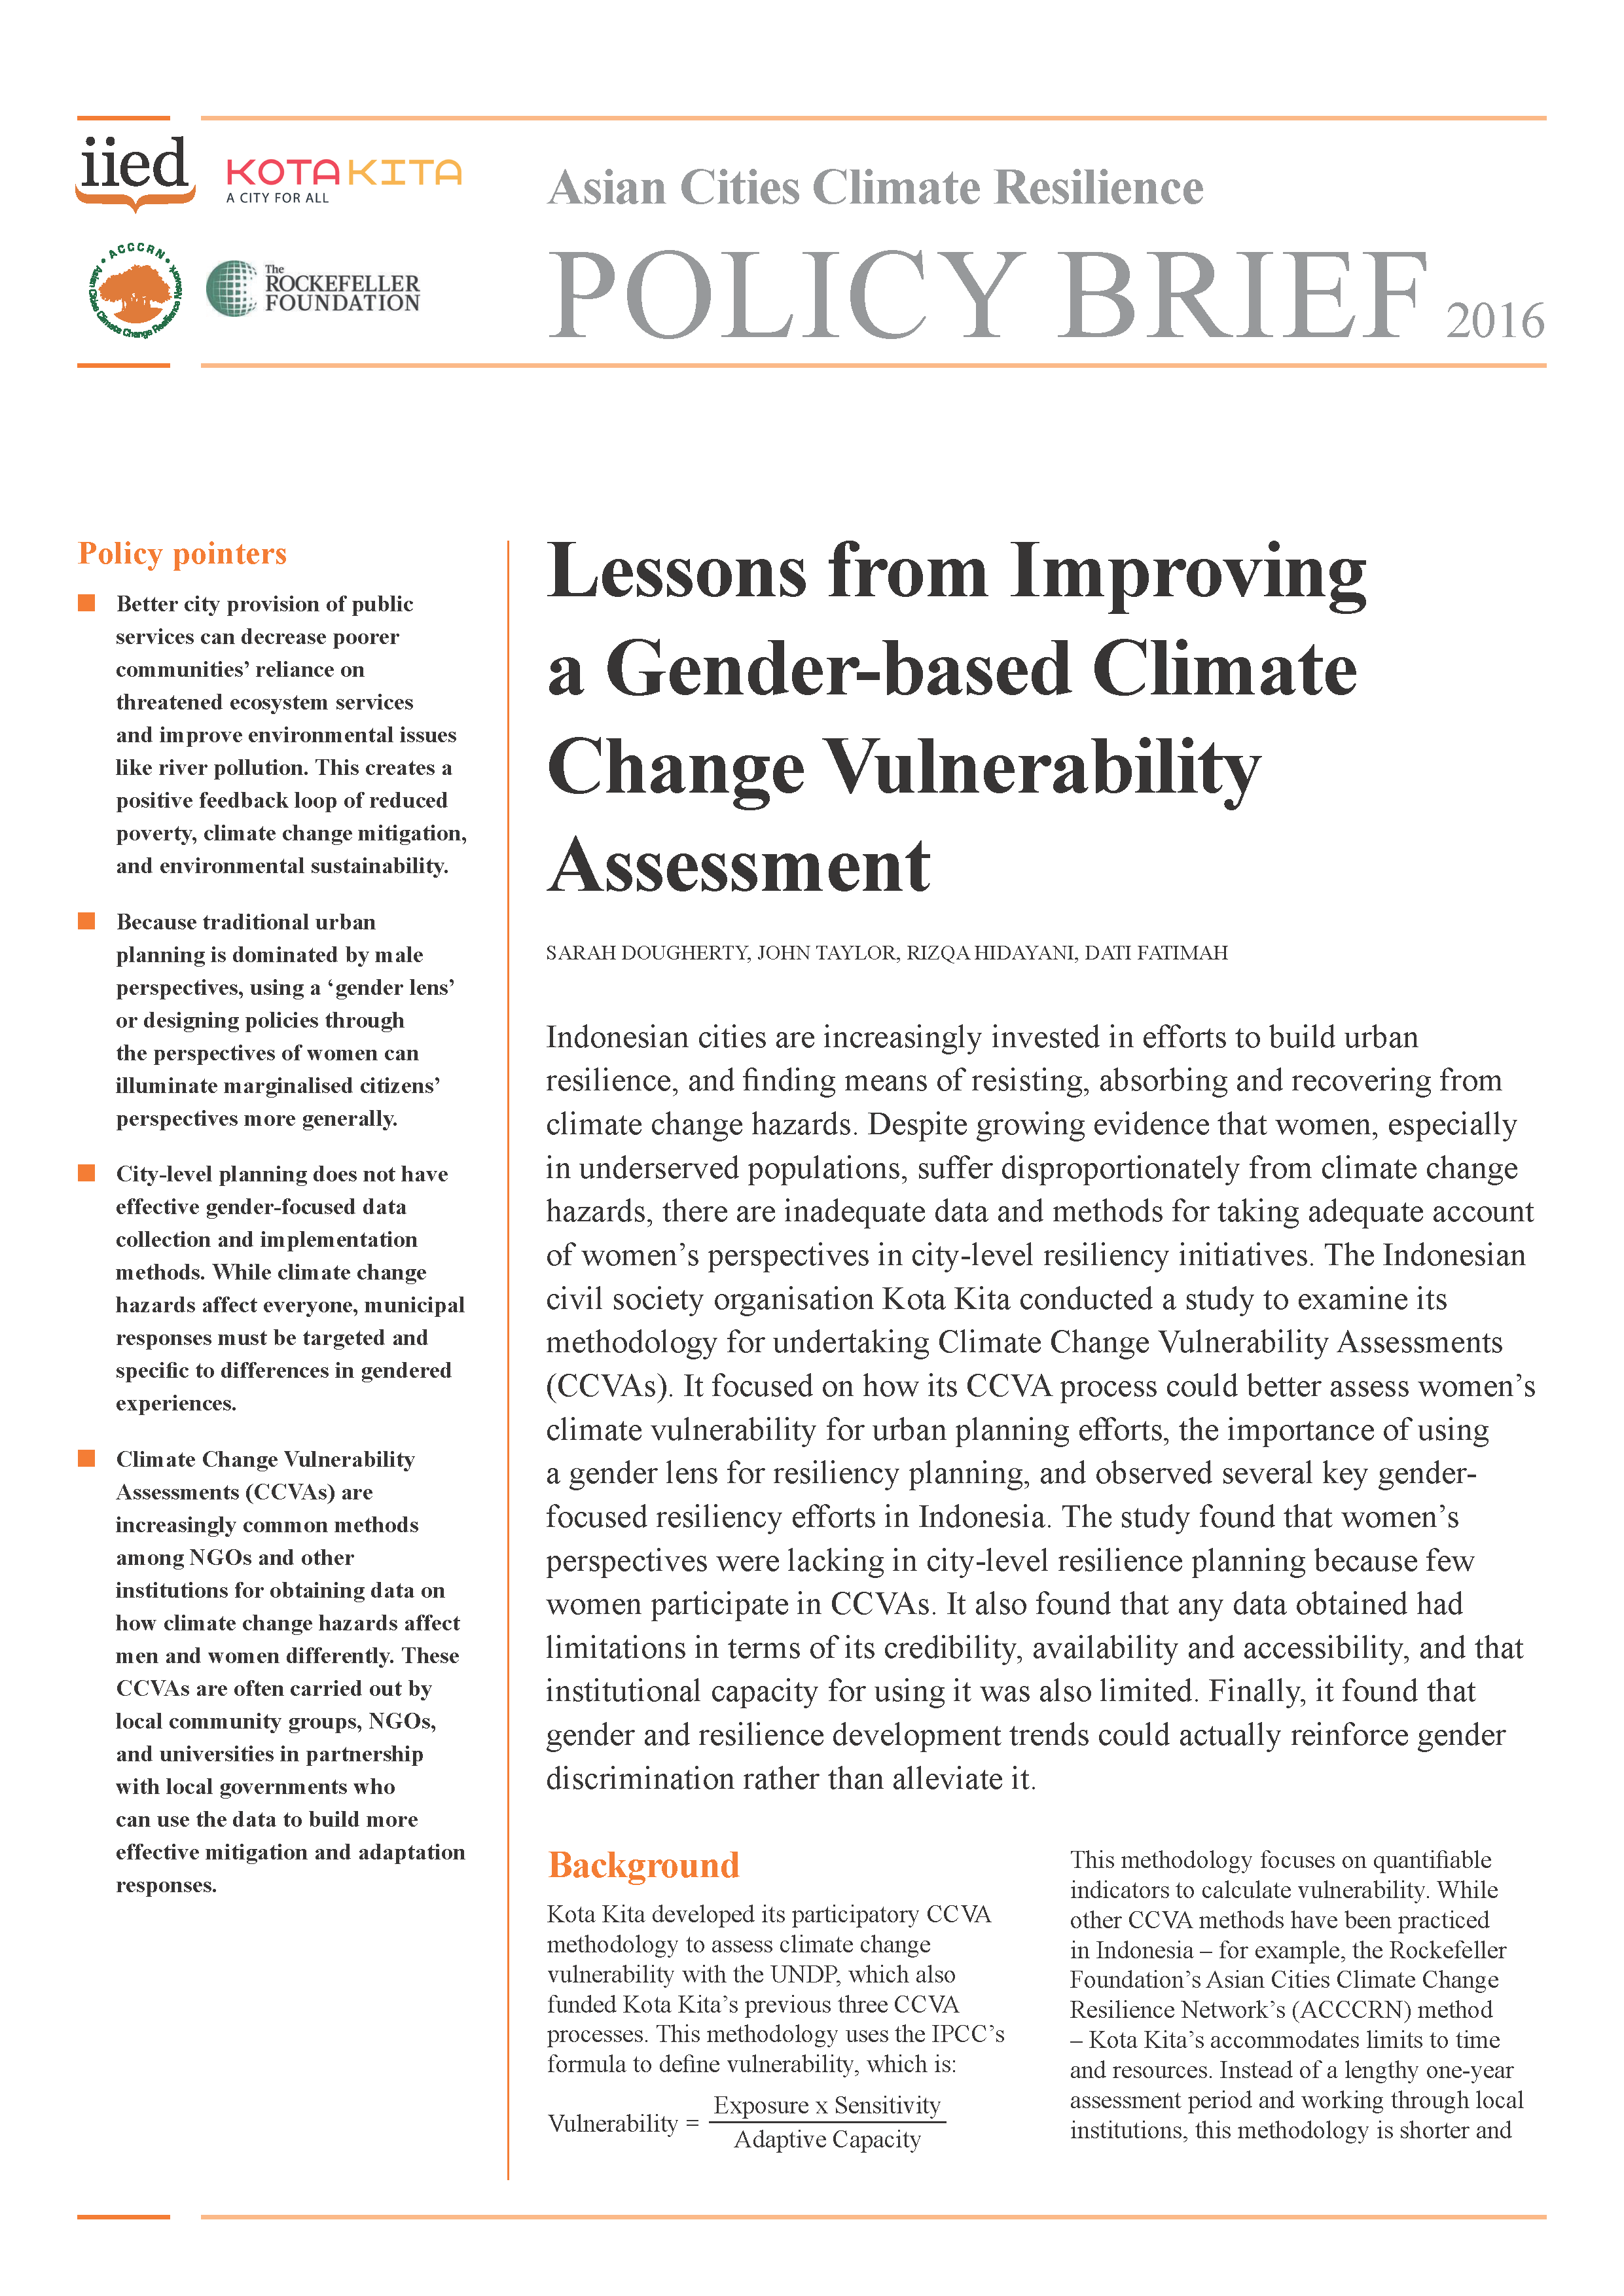 iied
KOTA KITA
A CITY FOR ALL
ACCCRN
Asian Cities Climate Change Resilience Network
The
ROCKEFELLER
FOUNDATION
Asian Cities Climate Resilience
POLICY BRIEF 2016
Policy pointers
Better city provision of public
services can decrease poorer
communities’ reliance on
threatened ecosystem services
and improve environmental issues
like river pollution. This creates a
positive feedback loop of reduced
poverty, climate change mitigation,
and environmental sustainability.
Because traditional urban
planning is dominated by male
perspectives, using a ‘gender lens’
or designing policies through
the perspectives of women can
illuminate marginalised citizens’
perspectives more generally.
City-level planning does not have
effective gender-focused data
collection and implementation
methods. While climate change
hazards affect everyone, municipal
responses must be targeted and
specific to differences in gendered
experiences.
Climate Change Vulnerability
Assessments (CCVAs) are
increasingly common methods
among NGOs and other
institutions for obtaining data on
how climate change hazards affect
men and women differently. These
CCVAs are often carried out by
local community groups, NGOs,
and universities in partnership
with local governments who
can use the data to build more
effective mitigation and adaptation
responses.
Lessons from Improving
a Gender-based Climate
Change Vulnerability
Assessment
SARAH DOUGHERTY, JOHN TAYLOR, RIZQA HIDAYANI, DATI FATIMAH
Indonesian cities are increasingly invested in efforts to build urban
resilience, and finding means of resisting, absorbing and recovering from
climate change hazards. Despite growing evidence that women, especially
in underserved populations, suffer disproportionately from climate change
hazards, there are inadequate data and methods for taking adequate account
of women’s perspectives in city-level resiliency initiatives. The Indonesian
civil society organisation Kota Kita conducted a study to examine its
methodology for undertaking Climate Change Vulnerability Assessments
(CCVAs). It focused on how its CCVA process could better assess women’s
climate vulnerability for urban planning efforts, the importance of using
a gender lens for resiliency planning, and observed several key gender-
focused resiliency efforts in Indonesia. The study found that women’s
perspectives were lacking in city-level resilience planning because few
women participate in CCVAs. It also found that any data obtained had
limitations in terms of its credibility, availability and accessibility, and that
institutional capacity for using it was also limited. Finally, it found that
gender and resilience development trends could actually reinforce gender
discrimination rather than alleviate it.
Background
Kota Kita developed its participatory CCVA
methodology to assess climate change
vulnerability with the UNDP, which also
funded Kota Kita’s previous three CCVA
processes. This methodology uses the IPCC’s
formula to define vulnerability, which is:
Exposure x Sensitivity
Vulnerability =
Adaptive Capacity
This methodology focuses on quantifiable
indicators to calculate vulnerability. While
other CCVA methods have been practiced
in Indonesia – for example, the Rockefeller
Foundation’s Asian Cities Climate Change
Resilience Network’s (ACCCRN) method
– Kota Kita’s accommodates limits to time
and resources. Instead of a lengthy one-year
assessment period and working through local
institutions, this methodology is shorter and